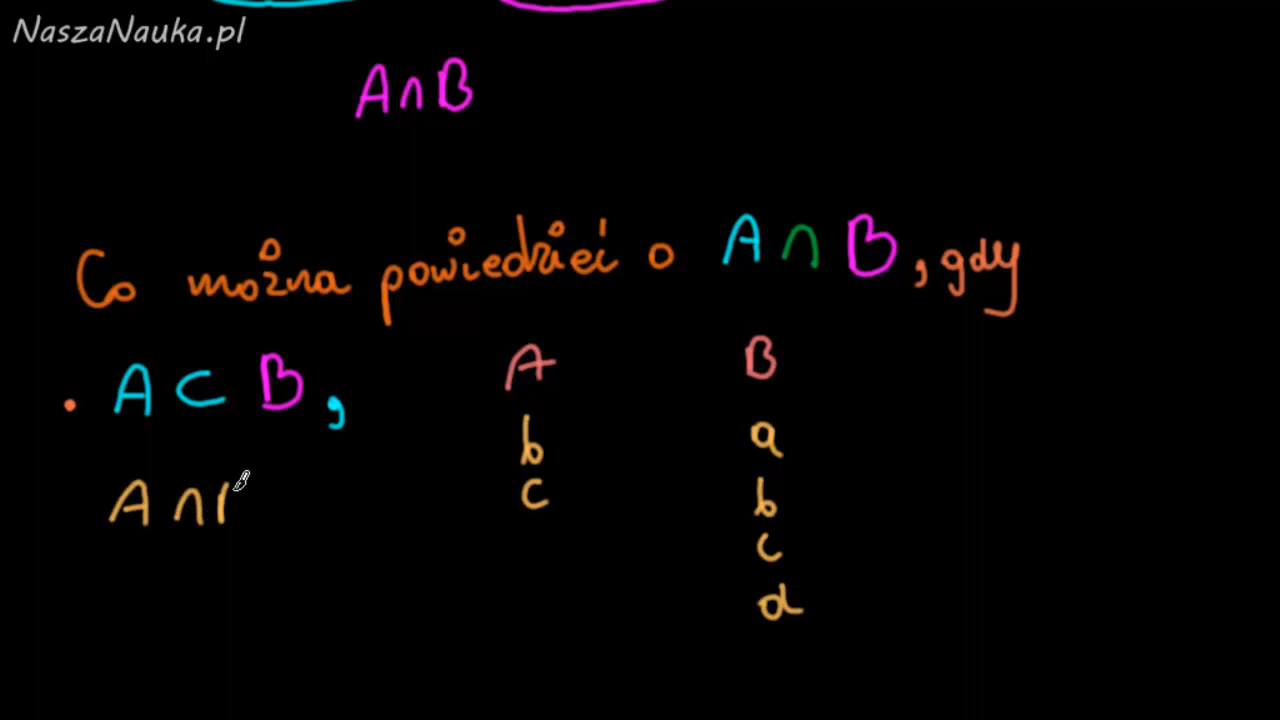 NaszaNauka.pl
A∩B
Co można powiedzieć o A ∩ B, gdy
• A ⊂ B, A B
b a
A ∩ c b
c
d